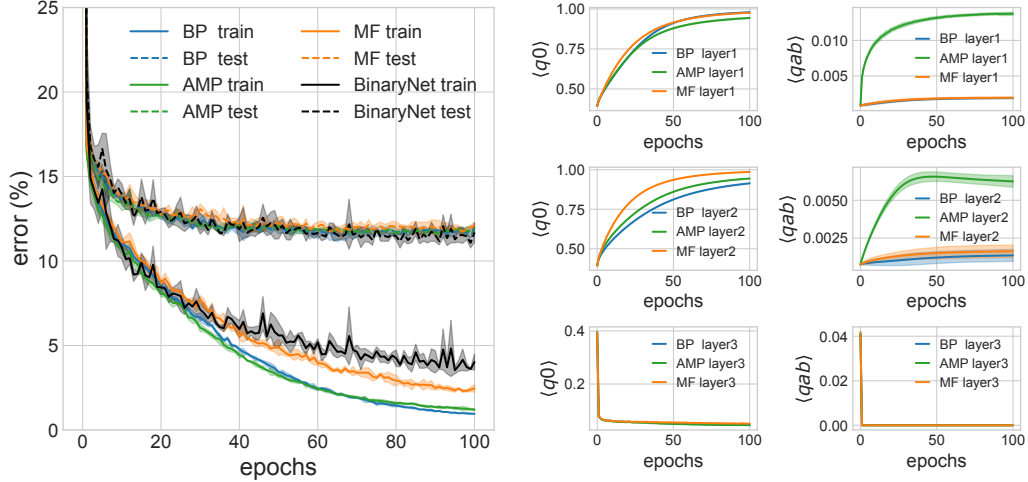 error (%)
25
20
15
10
5
0
BP train
BP test
AMP train
AMP test
MF train
MF test
BinaryNet train
BinaryNet test
0 20 40 60 80 100
epochs
⟨q0⟩
1.00
0.75
0.50
BP layer1
AMP layer1
MF layer1
0 50 100
epochs
⟨qab⟩
0.010
0.005
BP layer1
AMP layer1
MF layer1
0 50 100
epochs
⟨q0⟩
1.00
0.75
0.50
BP layer2
AMP layer2
MF layer2
0 50 100
epochs
⟨qab⟩
0.0050
0.0025
BP layer2
AMP layer2
MF layer2
0 50 100
epochs
⟨q0⟩
0.4
0.2
BP layer3
AMP layer3
MF layer3
0 50 100
epochs
⟨qab⟩
0.04
0.02
0.00
BP layer3
AMP layer3
MF layer3
0 50 100
epochs